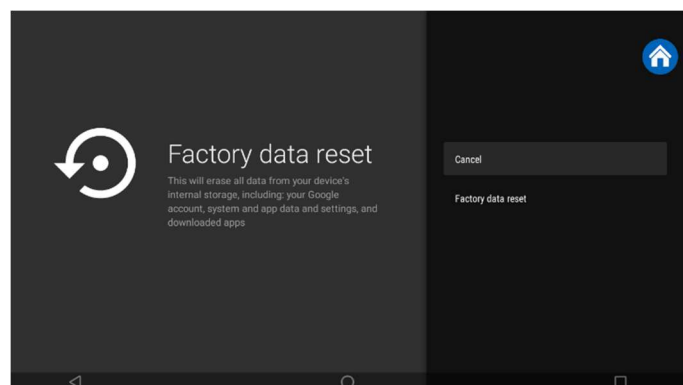 Factory data reset
This will erase all data from your device's
internal storage, including: your Google
account, system and app data and settings, and
downloaded apps
Cancel
Factory data reset